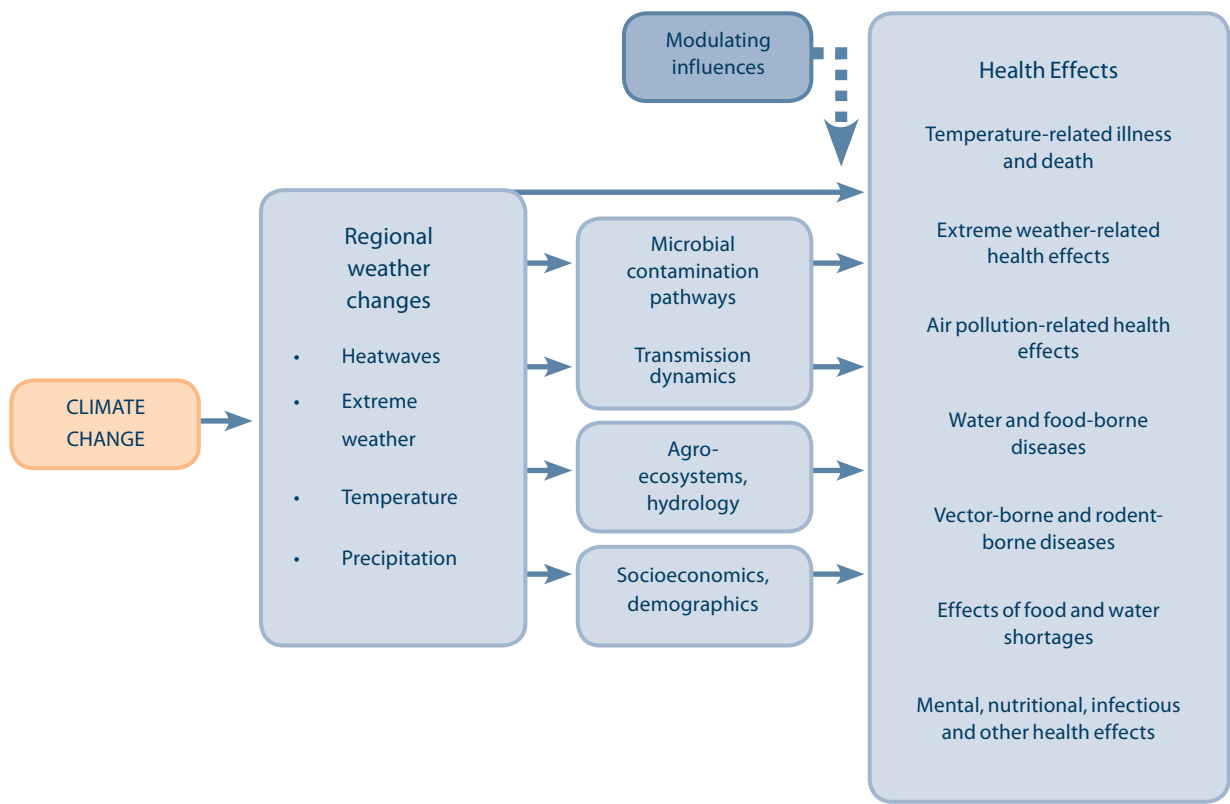 CLIMATE
CHANGE
Regional
weather
changes
• Heatwaves
• Extreme
weather
• Temperature
• Precipitation
Microbial
contamination
pathways
Transmission
dynamics
Agro-
ecosystems,
hydrology
Socioeconomics,
demographics
Modulating
influences
Health Effects
Temperature-related illness
and death
Extreme weather-related
health effects
Air pollution-related health
effects
Water and food-borne
diseases
Vector-borne and rodent-
borne diseases
Effects of food and water
shortages
Mental, nutritional, infectious
and other health effects